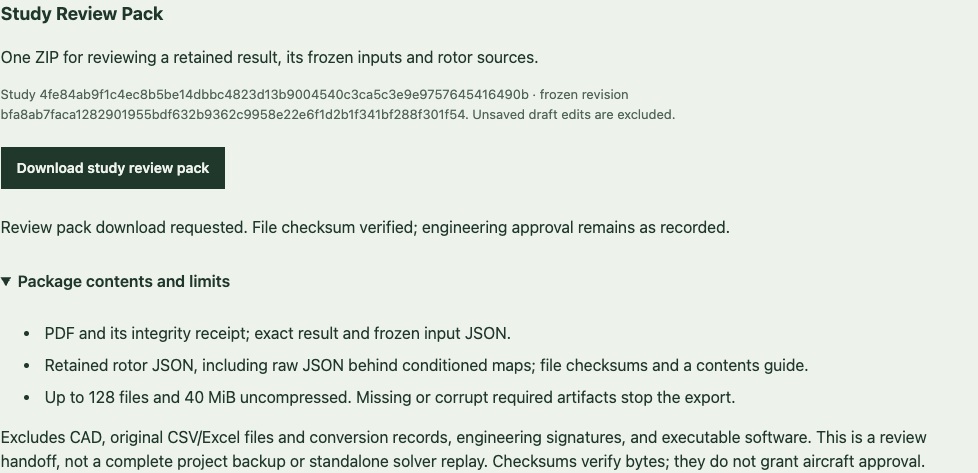 Study Review Pack
One ZIP for reviewing a retained result, its frozen inputs and rotor sources.
Study 4fe84ab9f1c4ec8b5be14dbbc4823d13b9004540c3ca5c3e9e9757645416490b · frozen revision
bfa8ab7faca1282901955bdf632b9362c9958e22e6f1d2b1f341bf288f301f54. Unsaved draft edits are excluded.
Download study review pack
Review pack download requested. File checksum verified; engineering approval remains as recorded.
▼ Package contents and limits
• PDF and its integrity receipt; exact result and frozen input JSON.
• Retained rotor JSON, including raw JSON behind conditioned maps; file checksums and a contents guide.
• Up to 128 files and 40 MiB uncompressed. Missing or corrupt required artifacts stop the export.
Excludes CAD, original CSV/Excel files and conversion records, engineering signatures, and executable software. This is a review
handoff, not a complete project backup or standalone solver replay. Checksums verify bytes; they do not grant aircraft approval.